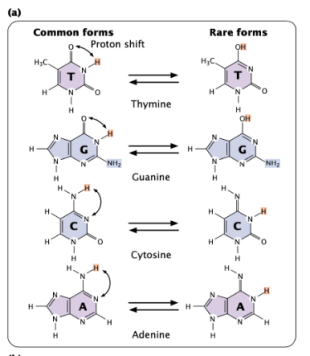 (a)
Common forms Rare forms
Proton shift
O H OH
H₃C H₃C
T N T N
H N O H N O
H H
Thymine
O H OH
N N N N
H G H G
N N NH₂ N N NH₂
H H
Guanine
H H H
N N
H N H N H
C C
H N O H N O
H H
Cytosine
H H H
N N
N N N N H
H A H A
N N H N N H
H H
Adenine